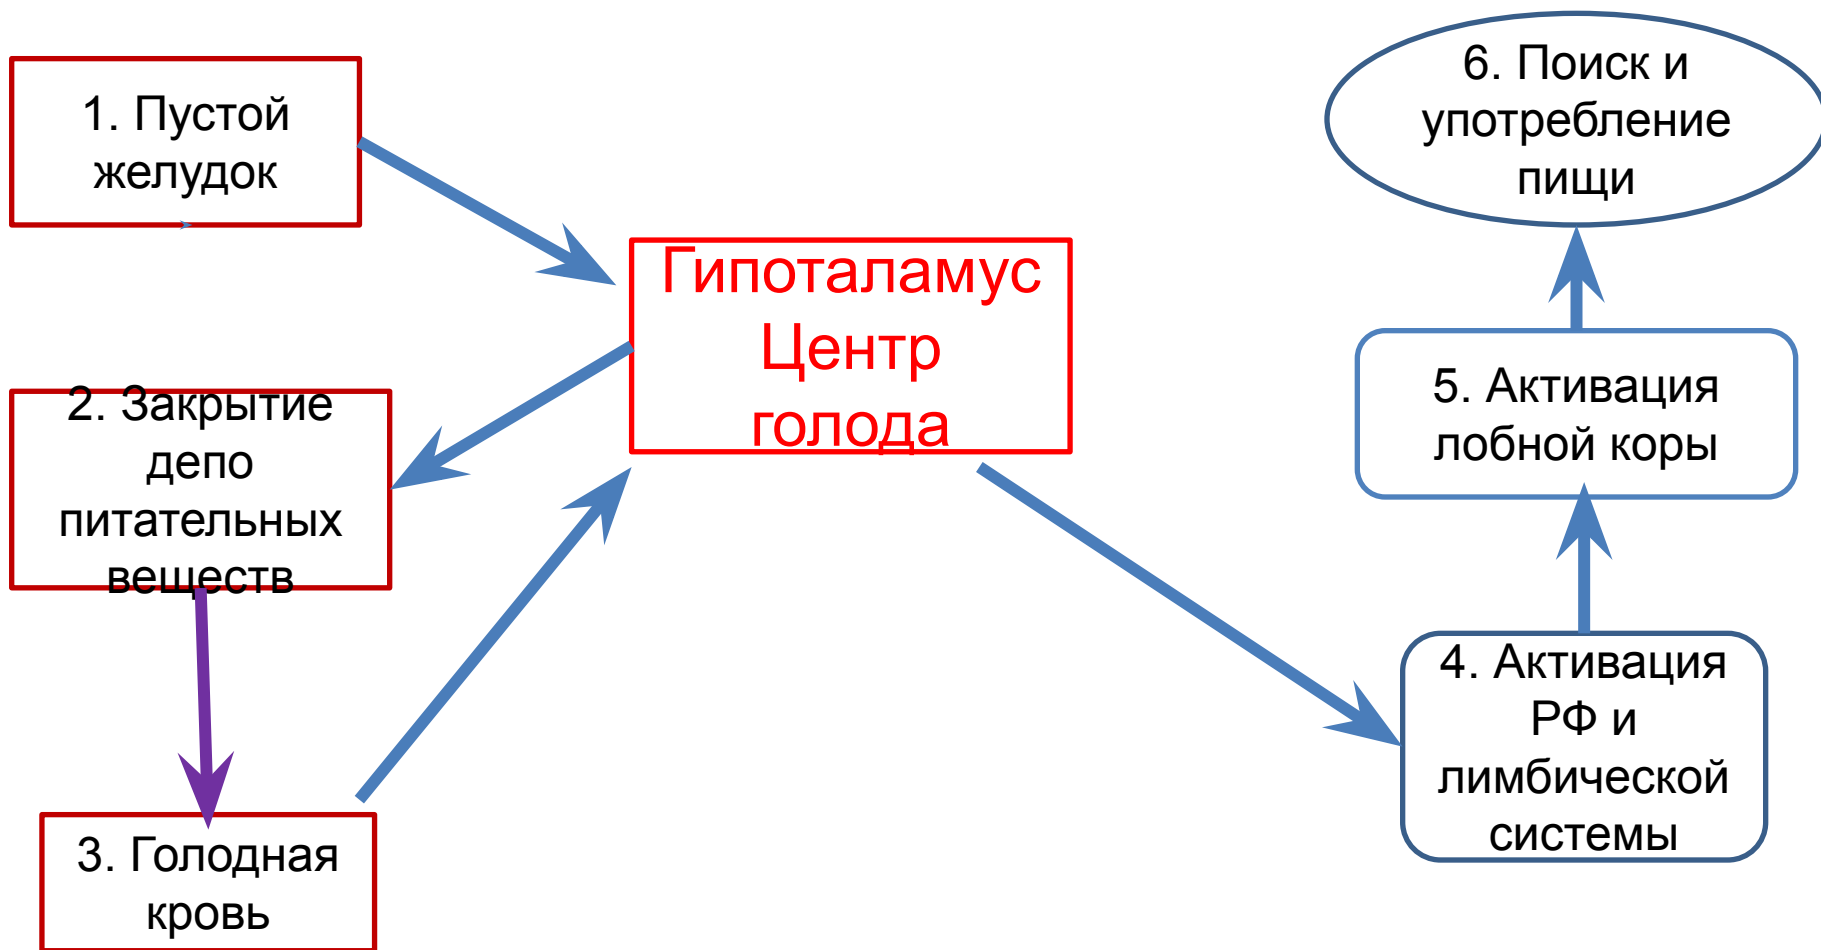 1. Пустой
желудок
2. Закрытие
депо
питательных
веществ
3. Голодная
кровь
Гипоталамус
Центр
голода
4. Активация
РФ и
лимбической
системы
5. Активация
лобной коры
6. Поиск и
употребление
пищи